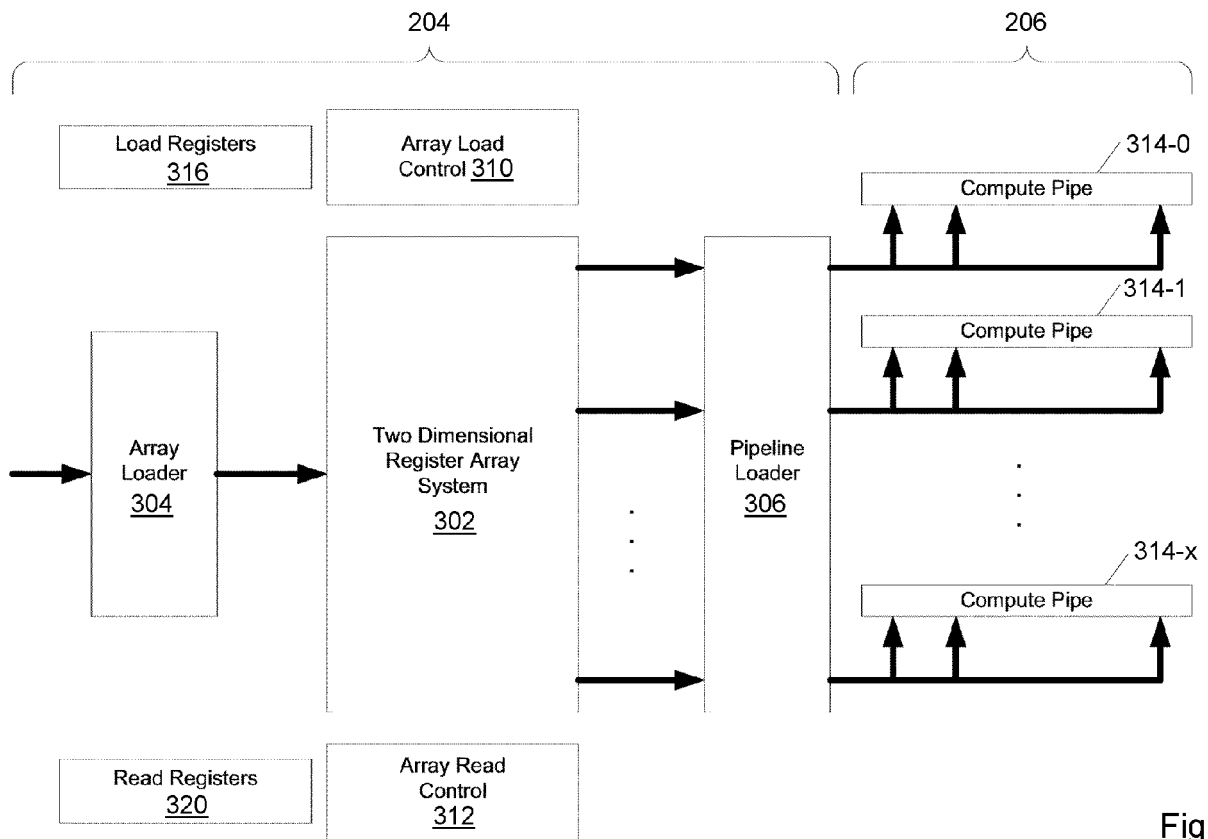 204
206
Load Registers
316
Array Load
Control 310
314-0
Compute Pipe
314-1
Compute Pipe
Array
Loader
304
Two Dimensional
Register Array
System
302
Pipeline
Loader
306
314-x
Compute Pipe
Read Registers
320
Array Read
Control
312
Fig